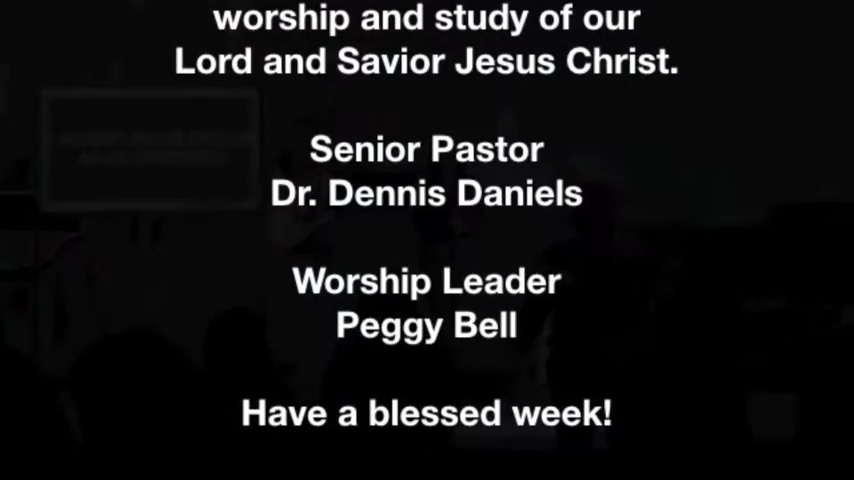 worship and study of our
Lord and Savior Jesus Christ.
Senior Pastor
Dr. Dennis Daniels
Worship Leader
Peggy Bell
Have a blessed week!